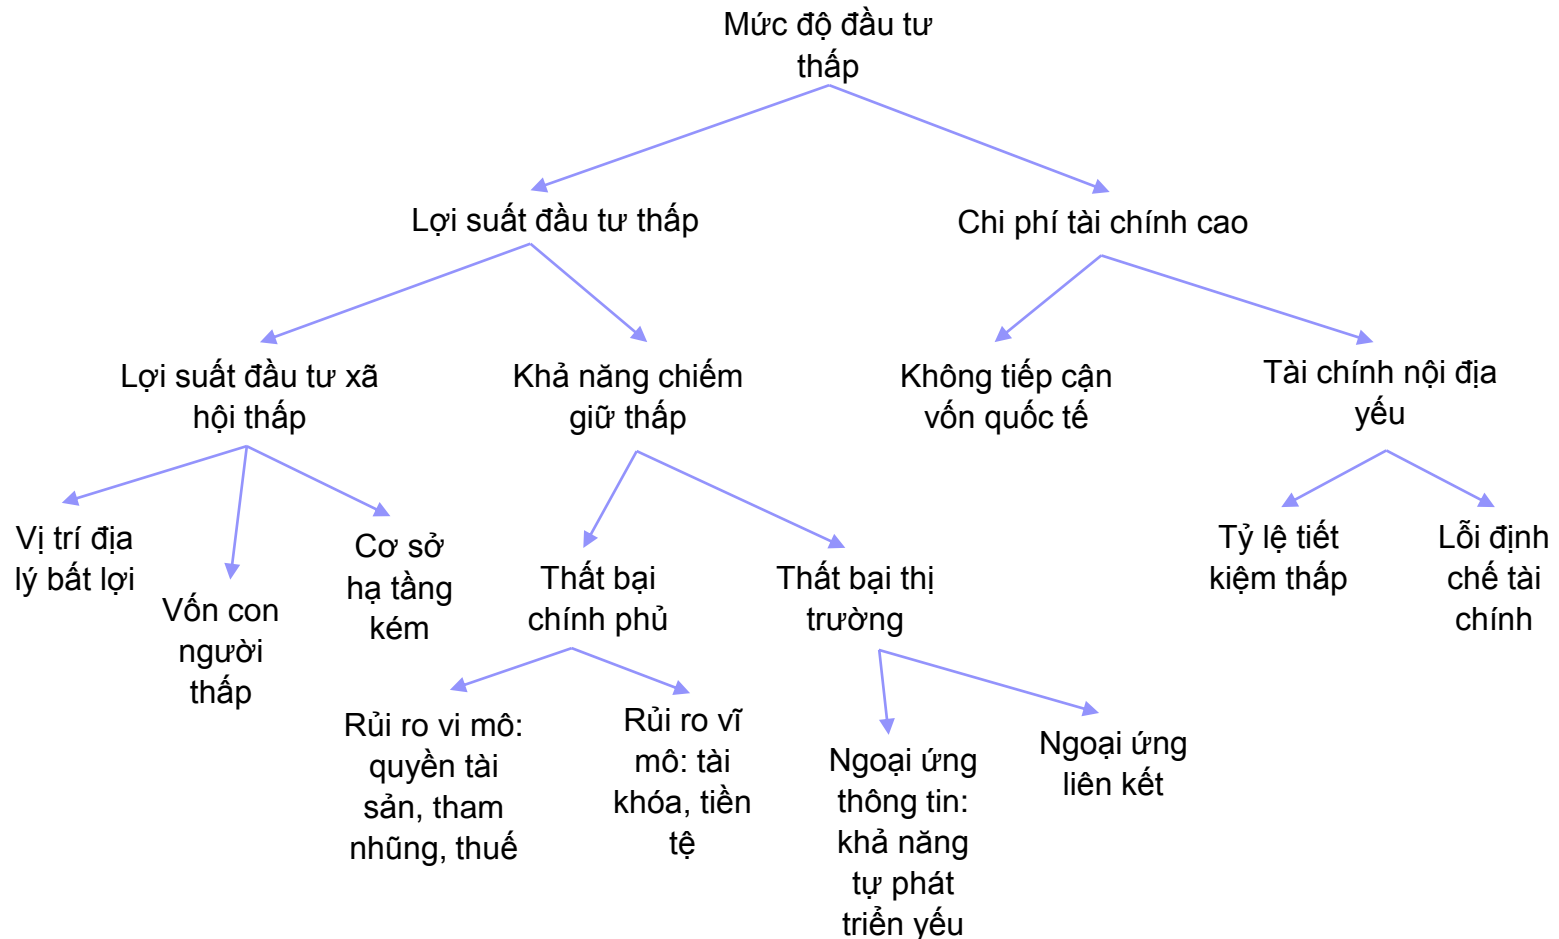 Mức độ đầu tư
thấp
Lợi suất đầu tư thấp
Chi phí tài chính cao
Lợi suất đầu tư xã
hội thấp
Khả năng chiếm
giữ thấp
Không tiếp cận
vốn quốc tế
Tài chính nội địa
yếu
Vị trí địa
lý bất lợi
Vốn con
người
thấp
Cơ sở
hạ tầng
kém
Thất bại
chính phủ
Thất bại thị
trường
Tỷ lệ tiết
kiệm thấp
Lỗi định
chế tài
chính
Rủi ro vi mô:
quyền tài
sản, tham
nhũng, thuế
Rủi ro vĩ
mô: tài
khóa, tiền
tệ
Ngoại ứng
thông tin:
khả năng
tự phát
triển yếu
Ngoại ứng
liên kết